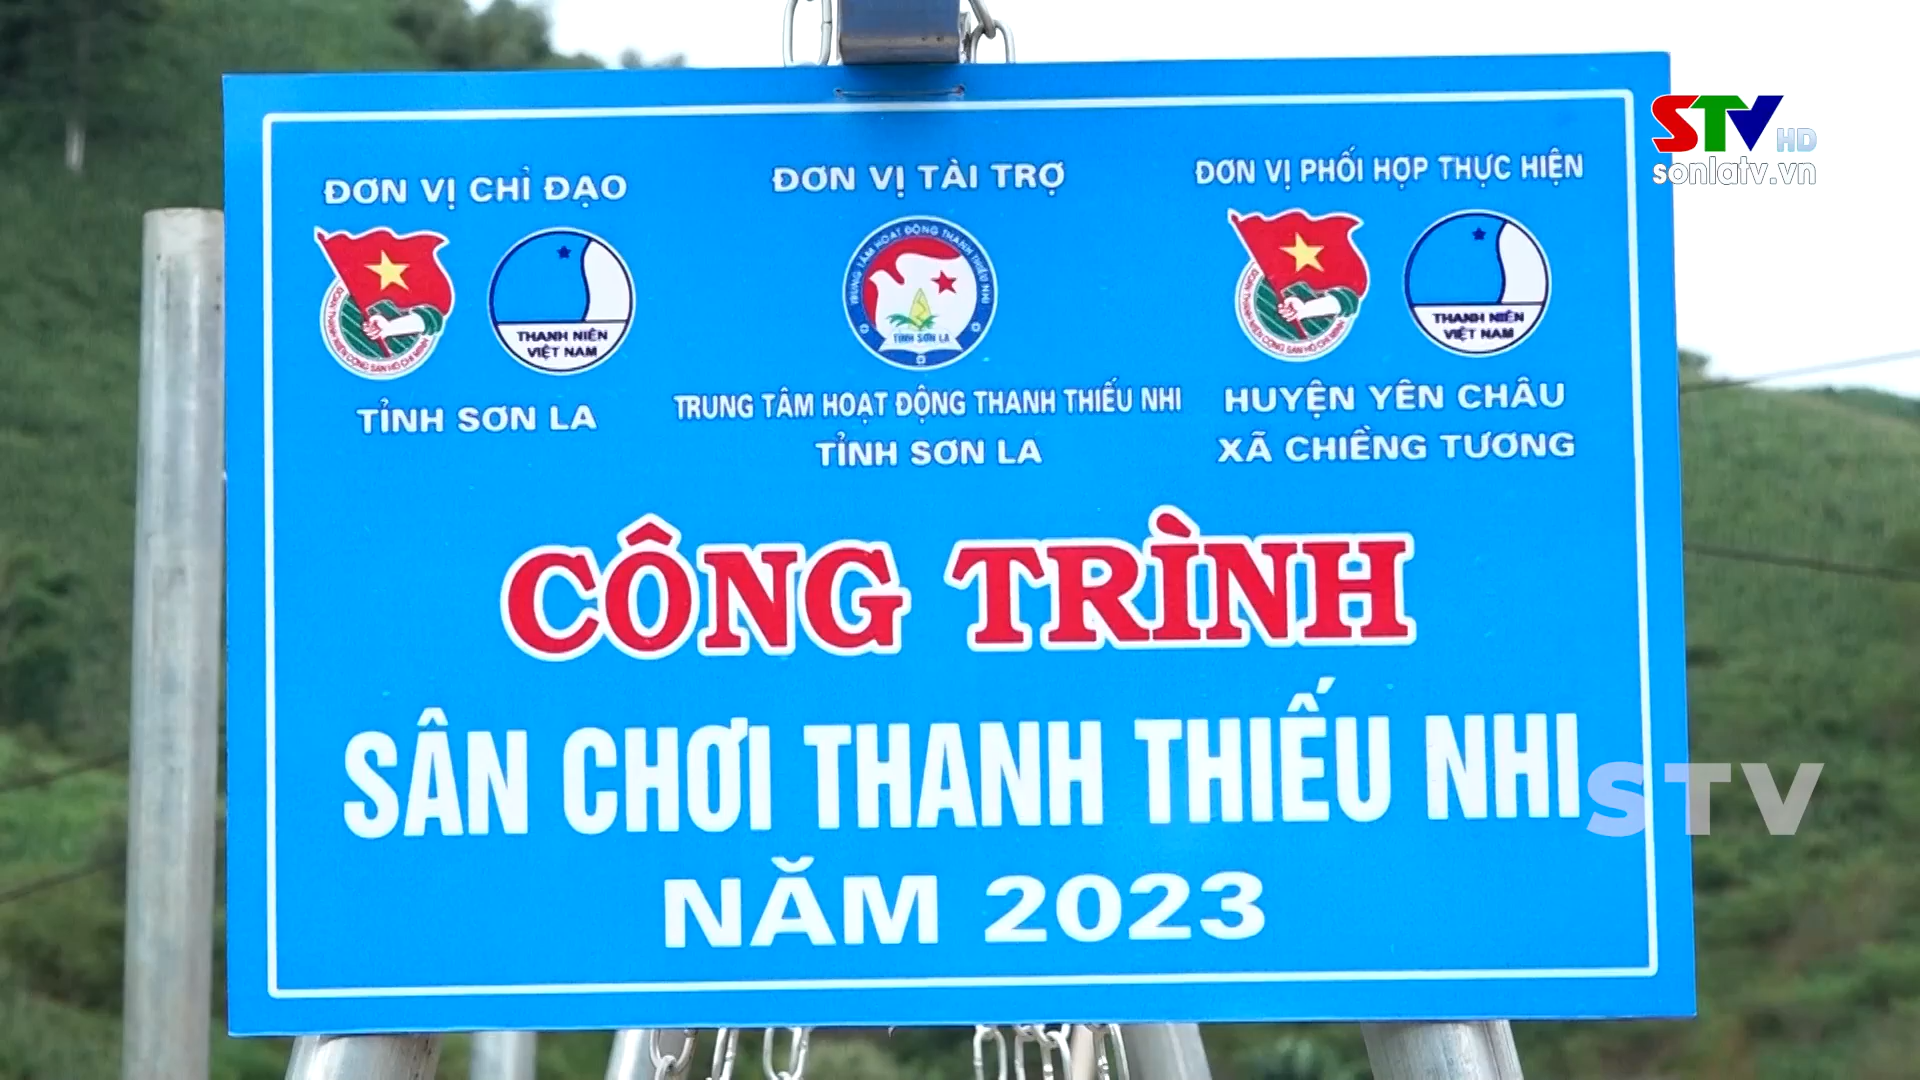 STV HD
sonlatv.vn
ĐƠN VỊ CHỈ ĐẠO
ĐOÀN THANH NIÊN CỘNG SẢN HỒ CHÍ MINH
THANH NIÊN
VIỆT NAM
TỈNH SƠN LA
ĐƠN VỊ TÀI TRỢ
TRUNG TÂM HOẠT ĐỘNG THANH THIẾU NHI
TỈNH SƠN LA
TRUNG TÂM HOẠT ĐỘNG THANH THIẾU NHI
TỈNH SƠN LA
ĐƠN VỊ PHỐI HỢP THỰC HIỆN
ĐOÀN THANH NIÊN CỘNG SẢN HỒ CHÍ MINH
THANH NIÊN
VIỆT NAM
HUYỆN YÊN CHÂU
XÃ CHIỀNG TƯƠNG
CÔNG TRÌNH
SÂN CHƠI THANH THIẾU NHI
STV
NĂM 2023